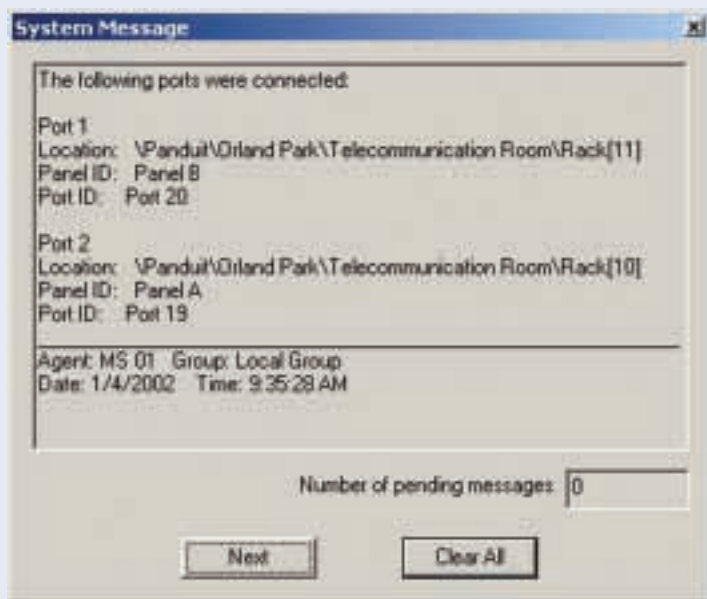 System Message
The following ports were connected:
Port 1
Location: \Panduit\Orland Park\Telecommunication Room\Rack[11]
Panel ID: Panel B
Port ID: Port 20
Port 2
Location: \Panduit\Orland Park\Telecommunication Room\Rack[10]
Panel ID: Panel A
Port ID: Port 19
Agent: MS 01 Group: Local Group
Date: 1/4/2002 Time: 9:35:28 AM
Number of pending messages 0
Next Clear All